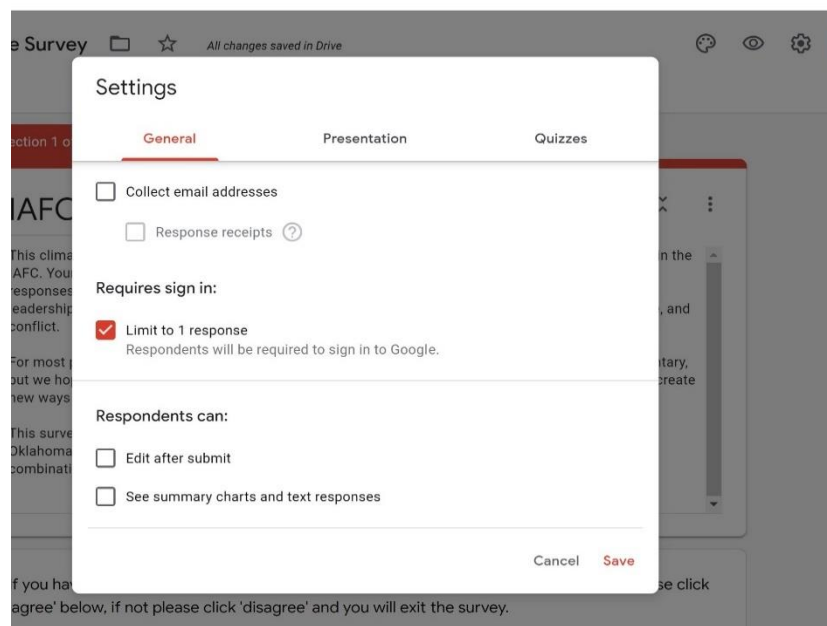 e Survey All changes saved in Drive
Settings
General Presentation Quizzes
ection 1 o
Collect email addresses
Response receipts ?
IAFC
This clima
n the
AFC. You
responses
Requires sign in:
eadership
, and
conflict.
Limit to 1 response
Respondents will be required to sign in to Google.
For most p
ntary,
but we ho
create
new ways
Respondents can:
This surve
Oklahoma
Edit after submit
combinati
See summary charts and text responses
Cancel Save
f you ha
se click
agree' below, if not please click 'disagree' and you will exit the survey.